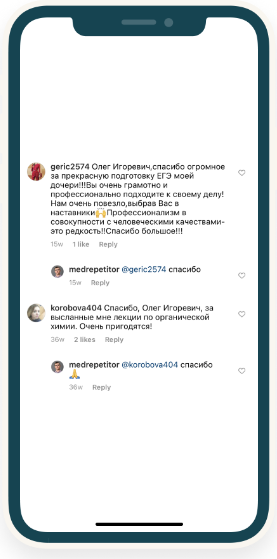 geric2574 Олег Игоревич,спасибо огромное
за прекрасную подготовку ЕГЭ моей
дочери!!!Вы очень грамотно и
профессионально подходите к своему делу!
Нам очень повезло,выбрав Вас в
наставники🙌Профессионализм в
совокупности с человеческими качествами-
это редкость!!Спасибо большое!!!
15w 1 like Reply
medrepetitor @geric2574 спасибо
15w Reply
korobova404 Спасибо, Олег Игоревич, за
высланные мне лекции по органической
химии. Очень пригодятся!
36w 2 likes Reply
medrepetitor @korobova404 спасибо
🙏
36w Reply